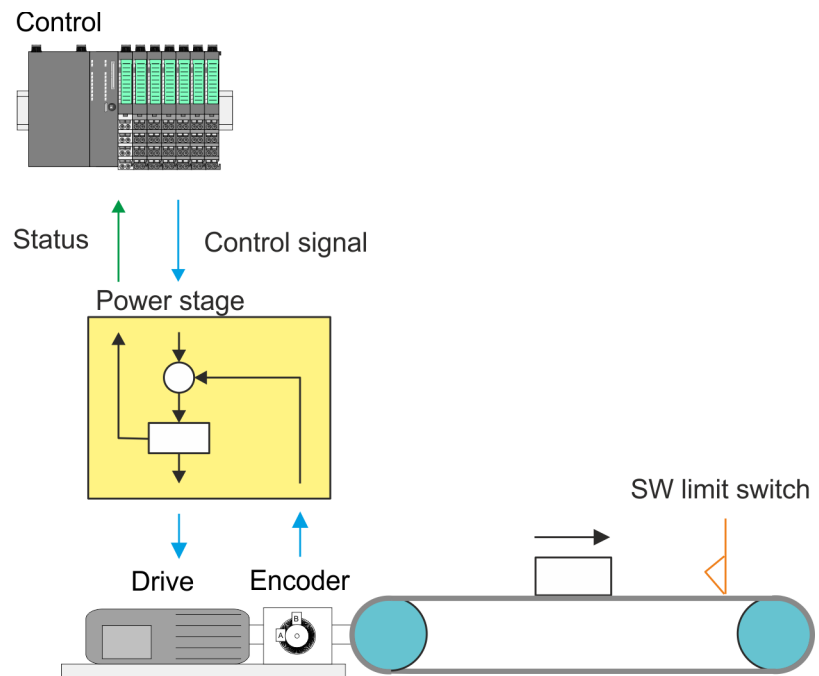 Control
Status
Control signal
Power stage
SW limit switch
Drive
Encoder
B
A